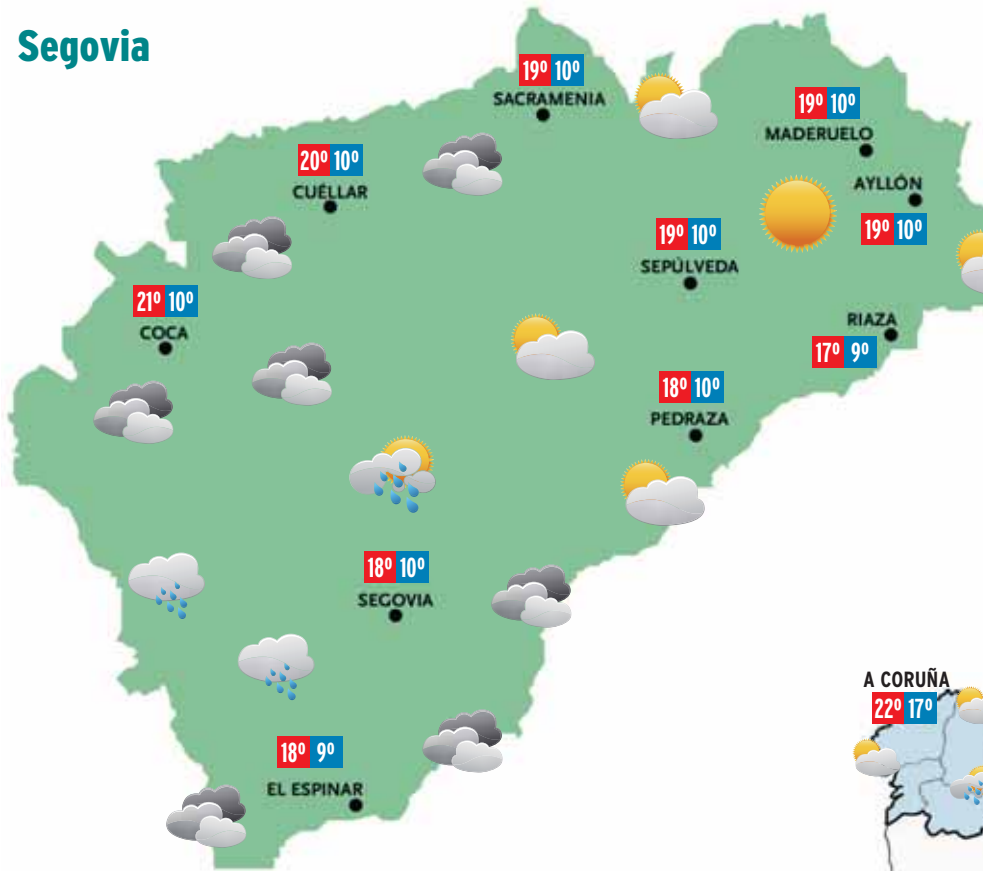 Segovia
19º 10º
SACRAMENIA
19º 10º
MADERUELO
20º 10º
CUÉLLAR
AYLLÓN
19º 10º
19º 10º
SEPÚLVEDA
21º 10º
COCA
RIAZA
17º 9º
18º 10º
PEDRAZA
18º 10º
SEGOVIA
A CORUÑA
22º 17º
18º 9º
EL ESPINAR